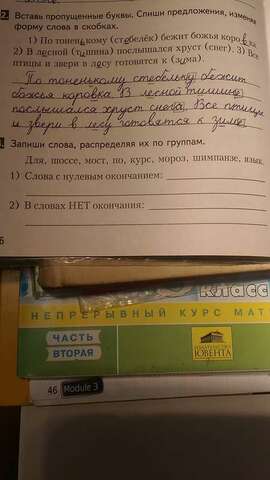 2. Вставь пропущенные буквы. Спиши предложения, изменяя
форму слова в скобках.
1) По тоненькому (стебелёк) бежит божья коровка.
2) В лесной (тишина) послышался хруст (снег). 3) Все
птицы и звери в лесу готовятся к (зима).
По тоненькому стебельку бежит
божья коровка. В лесной тишине
послышался хруст снега. Все птицы
и звери в лесу готовятся к зиме
Запиши слова, распределяя их по группам.
Для, шоссе, мост, по, курс, мороз, шимпанзе, язык.
1) Слова с нулевым окончанием:
2) В словах НЕТ окончания:
6
класс
НЕПРЕРЫВНЫЙ КУРС МАТ
ЧАСТЬ
ВТОРАЯ
ИЗДАТЕЛЬСТВО
ЮВЕНТА
46 Module 3